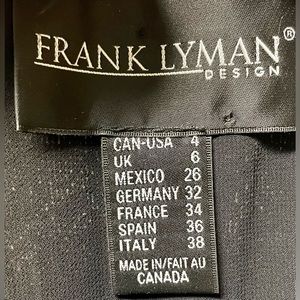 FRANK LYMAN®
DESIGN
CAN-USA 4
UK 6
MEXICO 26
GERMANY 32
FRANCE 34
SPAIN 36
ITALY 38
MADE IN/FAIT AU
CANADA